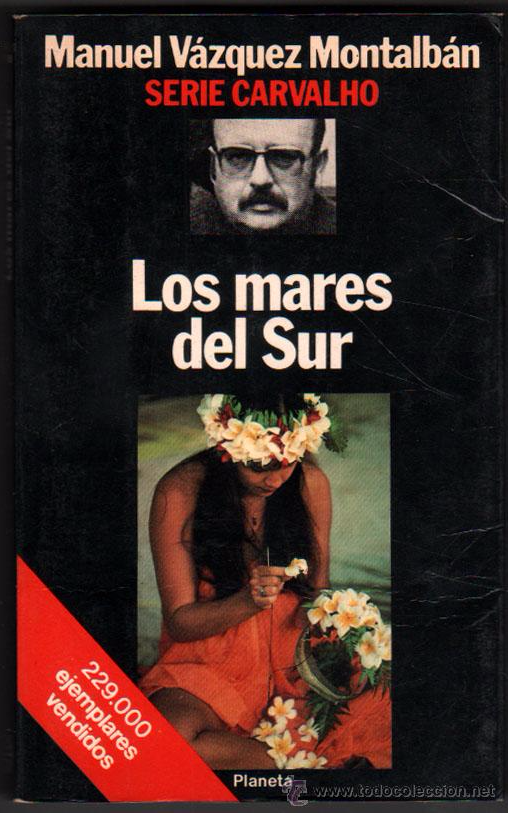 Manuel Vázquez Montalbán
SERIE CARVALHO
Los mares
del Sur
229.000
ejemplares
vendidos
Planeta
www.todocoleccion.net